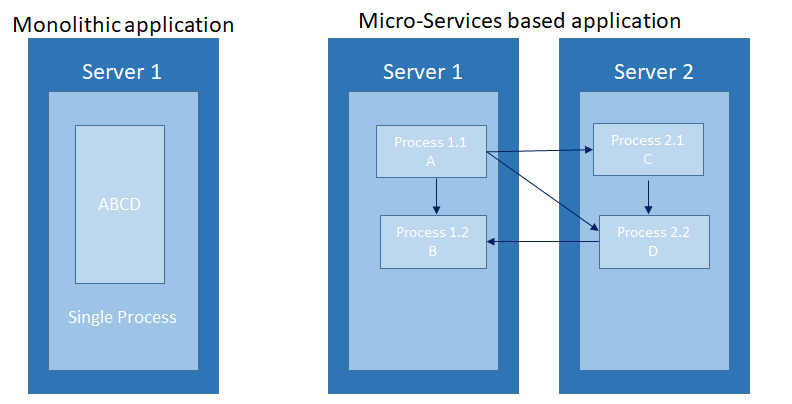 Monolithic application
Server 1
ABCD
Single Process
Micro-Services based application
Server 1
Process 1.1
A
Process 1.2
B
Server 2
Process 2.1
C
Process 2.2
D